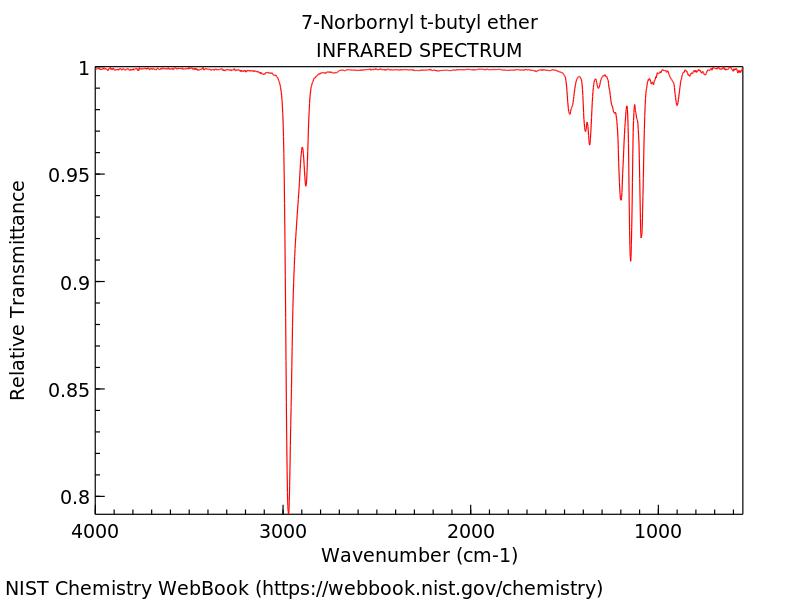 7-Norbornyl t-butyl ether
INFRARED SPECTRUM
1
0.95
0.9
0.85
0.8
Relative Transmittance
4000 3000 2000 1000
Wavenumber (cm-1)
NIST Chemistry WebBook (https://webbook.nist.gov/chemistry)